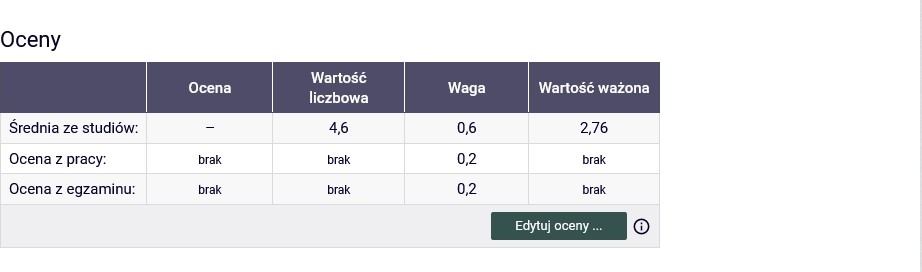 Oceny
Ocena Wartość liczbowa Waga Wartość ważona
Średnia ze studiów: – 4,6 0,6 2,76
Ocena z pracy: brak brak 0,2 brak
Ocena z egzaminu: brak brak 0,2 brak
Edytuj oceny ...